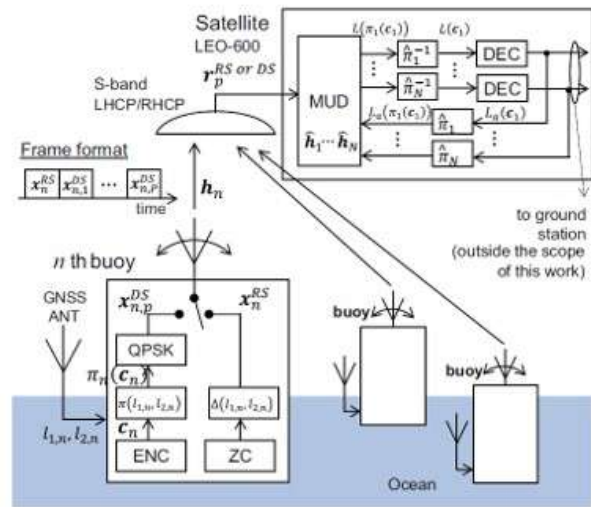 Satellite
LEO-600
r_p^{RS or DS}
S-band
LHCP/RHCP
L(π_1(c_1))
L(c_1)
π̂_1^{-1}
DEC
π̂_N^{-1}
DEC
MUD
L_a(π_1(c_1))
π̂_1
L_a(c_1)
ĥ_1⋯ĥ_N
π̂_N
Frame format
x_n^{RS} x_{n,1}^{DS} ⋯ x_{n,P}^{DS}
time
h_n
to ground
station
(outside the scope
of this work)
n th buoy
GNSS
ANT
x_{n,p}^{DS}
x_n^{RS}
QPSK
π_n(c_n)
π(l_{1,n}, l_{2,n})
Δ(l_{1,n}, l_{2,n})
l_{1,n}, l_{2,n}
c_n
ENC
ZC
buoy
buoy
Ocean